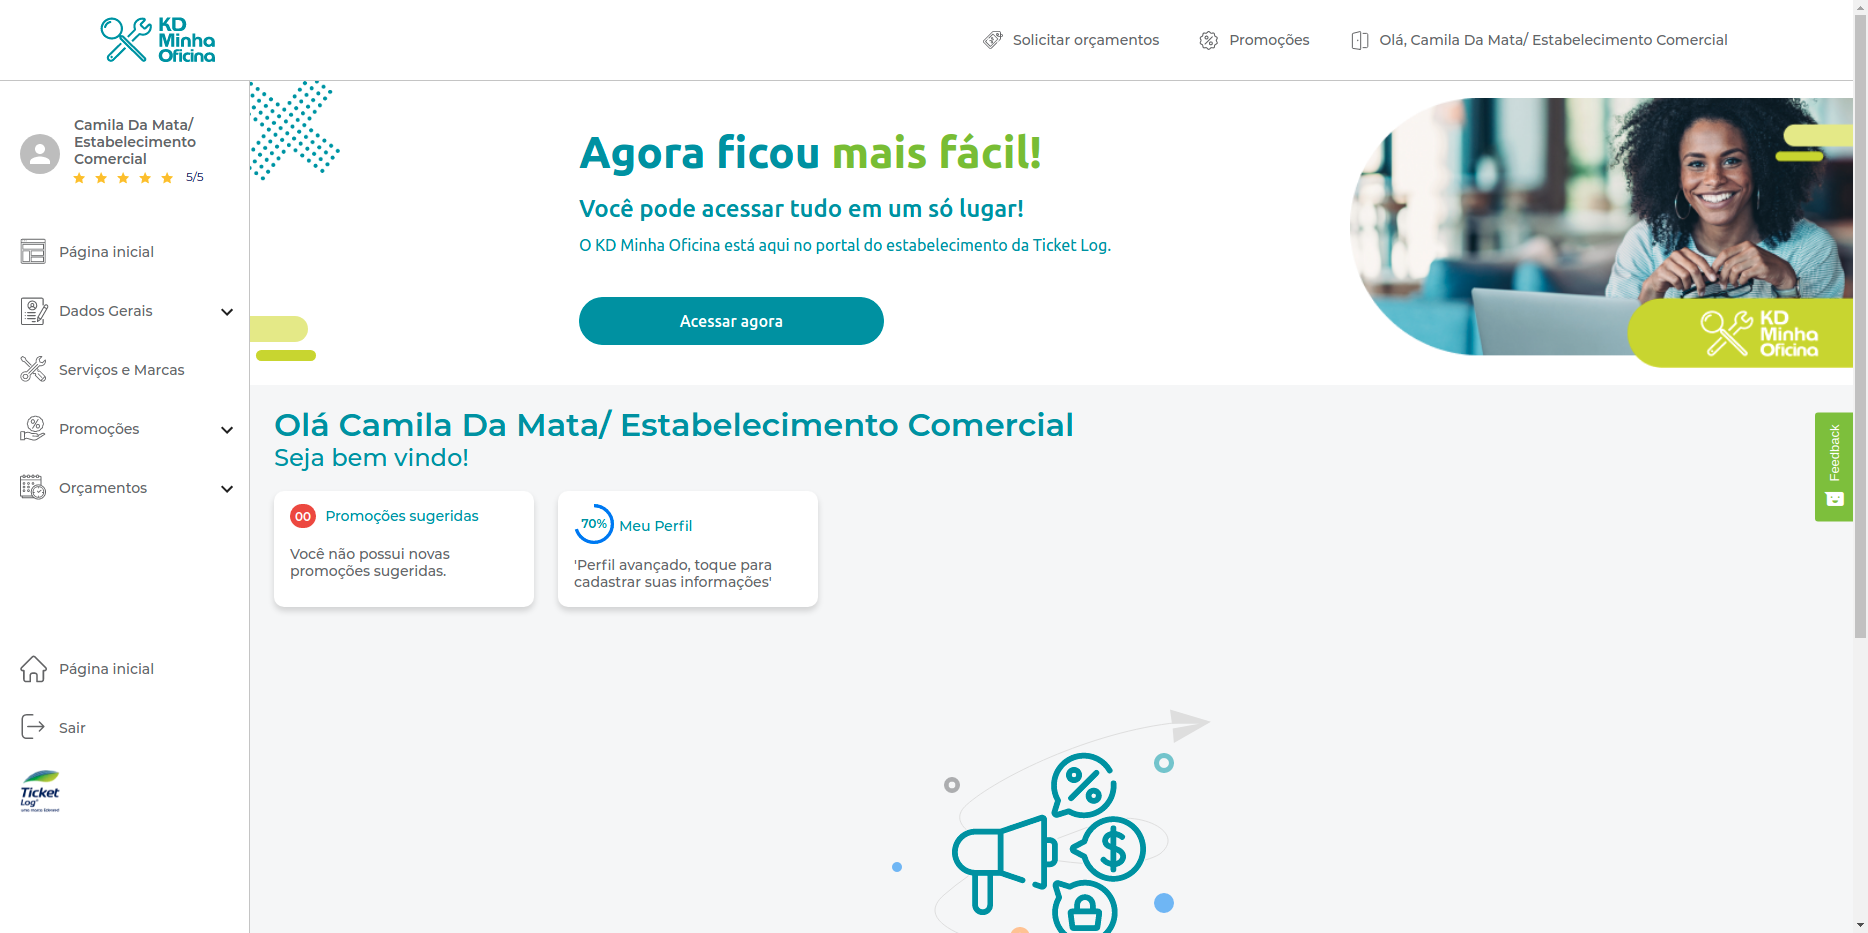 KD
Minha
Oficina
Solicitar orçamentos
Promoções
Olá, Camila Da Mata/ Estabelecimento Comercial
Camila Da Mata/
Estabelecimento
Comercial
5/5
Página inicial
Dados Gerais
Serviços e Marcas
Promoções
Orçamentos
Página inicial
Sair
Ticket
Log
Agora ficou mais fácil!
Você pode acessar tudo em um só lugar!
O KD Minha Oficina está aqui no portal do estabelecimento da Ticket Log.
Acessar agora
KD
Minha
Oficina
Olá Camila Da Mata/ Estabelecimento Comercial
Seja bem vindo!
00 Promoções sugeridas
Você não possui novas
promoções sugeridas.
70% Meu Perfil
'Perfil avançado, toque para
cadastrar suas informações'
Feedback